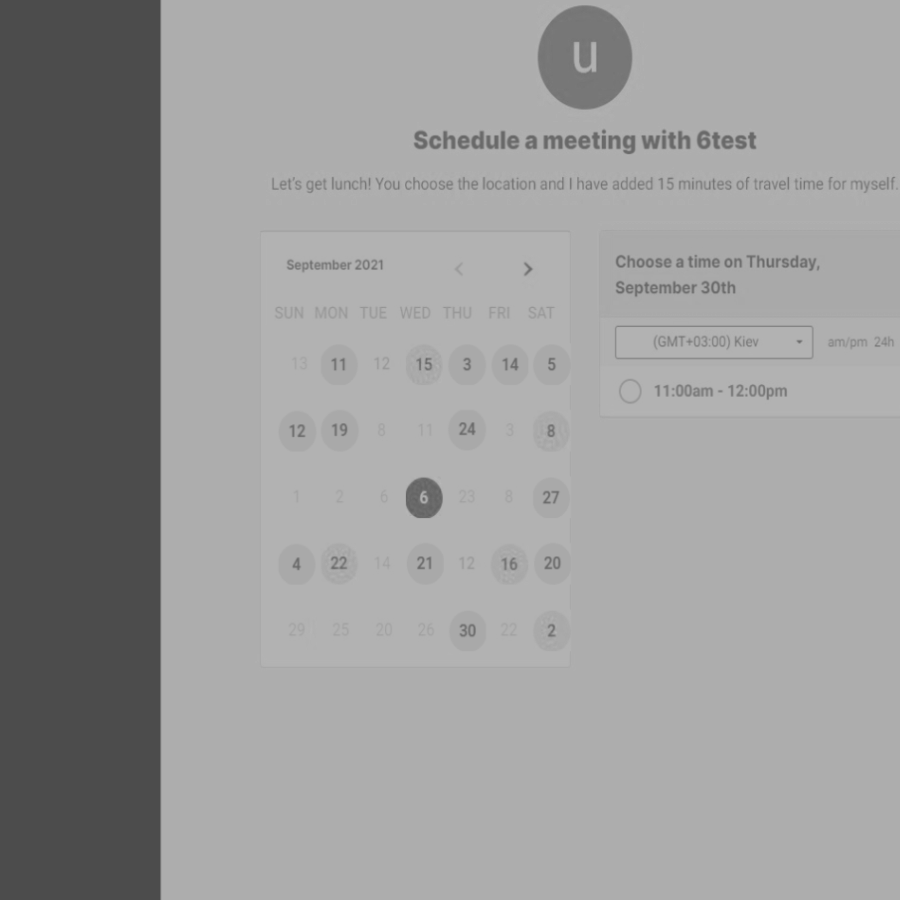 u
Schedule a meeting with 6test
Let's get lunch! You choose the location and I have added 15 minutes of travel time for myself.
September 2021
SUN MON TUE WED THU FRI SAT
13 11 12 15 3 14 5
12 19 8 11 24 3 8
1 2 6 6 23 8 27
4 22 14 21 12 16 20
29 25 20 26 30 22 2
Choose a time on Thursday,
September 30th
(GMT+03:00) Kiev am/pm 24h
11:00am - 12:00pm